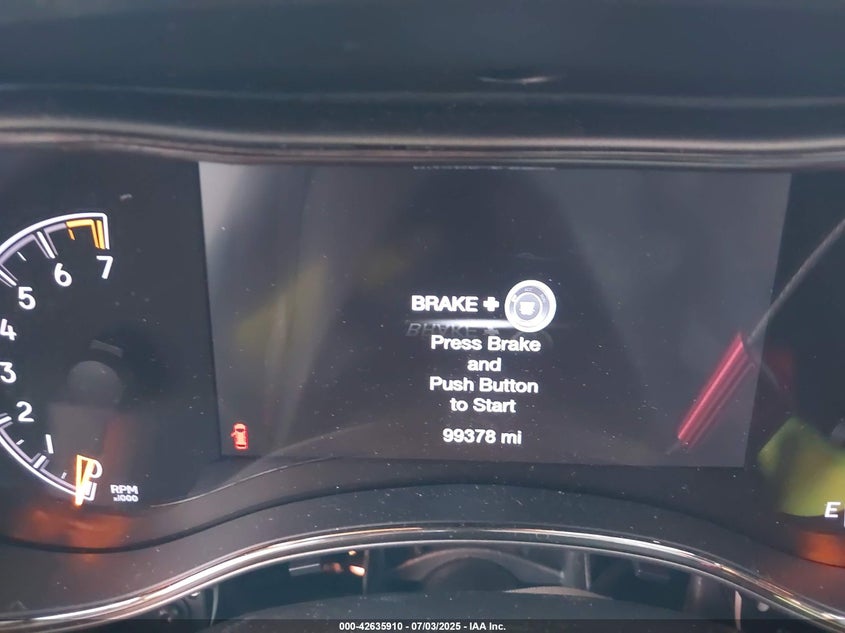 7
6
5
4
3
2
1
RPM
x1000
BRAKE +
BRAKE +
Press Brake
and
Push Button
to Start
99378 mi
E
000-42635910 - 07/03/2025 - IAA Inc.